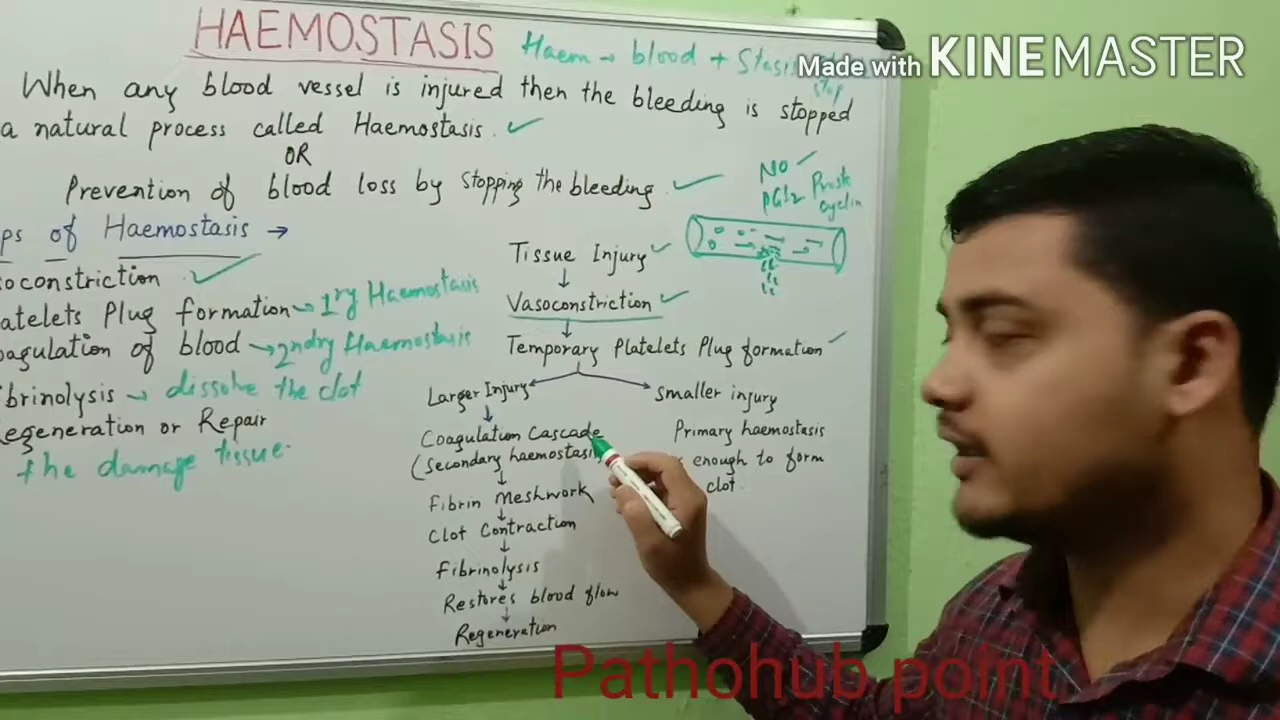 HAEMOSTASIS Haem → blood + Stasis
stop
Made with KINEMASTER
When any blood vessel is injured then the bleeding is stopped
a natural process called Haemostasis. ✓
OR
Prevention of blood loss by stopping the bleeding ✓
NO ✓
PGI2 Prosta
cyclin
ps of Haemostasis →
soconstriction ✓
atelets Plug formation → 1ry Haemostasis
oagulation of blood → 2ndry Haemostasis
ibrinolysis → dissolve the clot
egeneration or Repair
the damage tissue.
Tissue Injury ✓
↓
Vasoconstriction ✓
↓
Temporary Platelets Plug formation ✓
Larger Injury
↓
Coagulation Cascade
(Secondary haemostasis
↓
Fibrin Meshwork
↓
Clot Contraction
↓
Fibrinolysis
↓
Restores blood flow
↓
Regeneration
smaller injury
Primary haemostasis
enough to form
clot.
Pathohub point